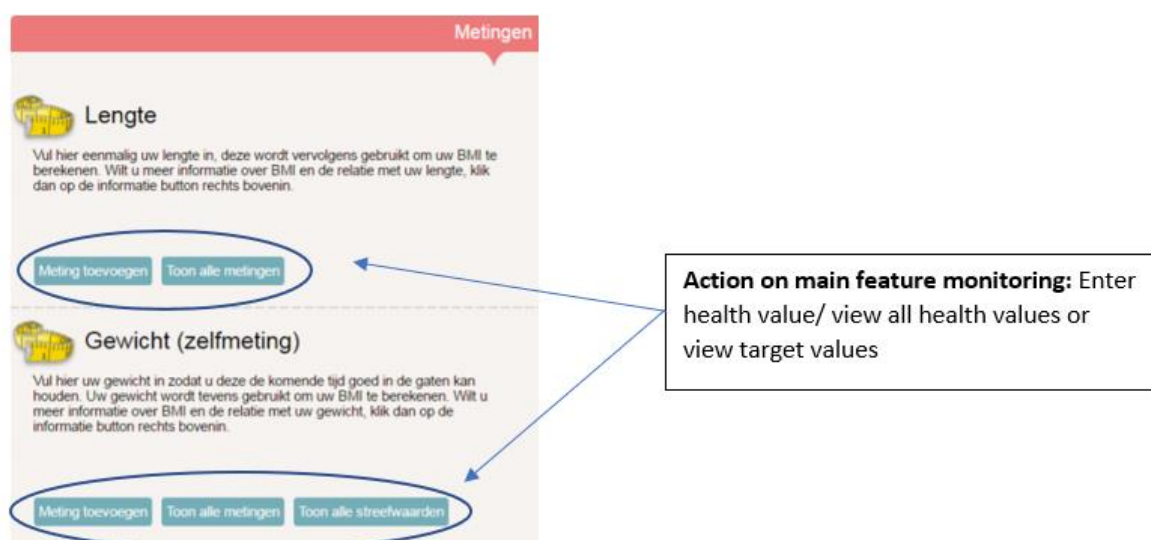 Metingen
Lengte
Vul hier eenmalig uw lengte in, deze wordt vervolgens gebruikt om uw BMI te
berekenen. Wilt u meer informatie over BMI en de relatie met uw lengte, klik
dan op de informatie button rechts bovenin.
Meting toevoegen Toon alle metingen
Gewicht (zelfmeting)
Vul hier uw gewicht in zodat u deze de komende tijd goed in de gaten kan
houden. Uw gewicht wordt tevens gebruikt om uw BMI te berekenen. Wilt u
meer informatie over BMI en de relatie met uw gewicht, klik dan op de
informatie button rechts bovenin.
Meting toevoegen Toon alle metingen Toon alle streefwaarden
Action on main feature monitoring: Enter
health value/ view all health values or
view target values